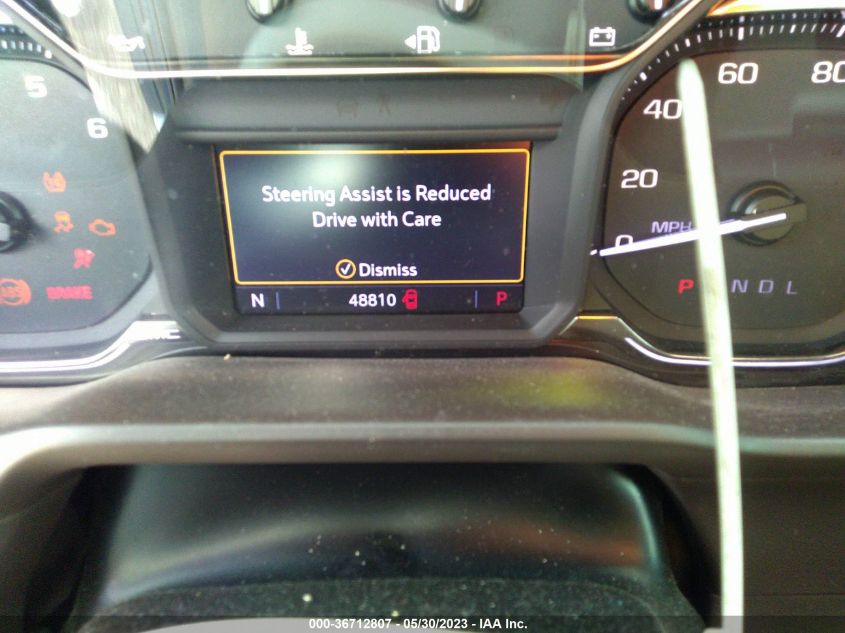 5
6
60
80
40
20
0
MPH
Steering Assist is Reduced
Drive with Care
Dismiss
N 48810 P
BRAKE
P N D L
000-36712807 - 05/30/2023 - IAA Inc.